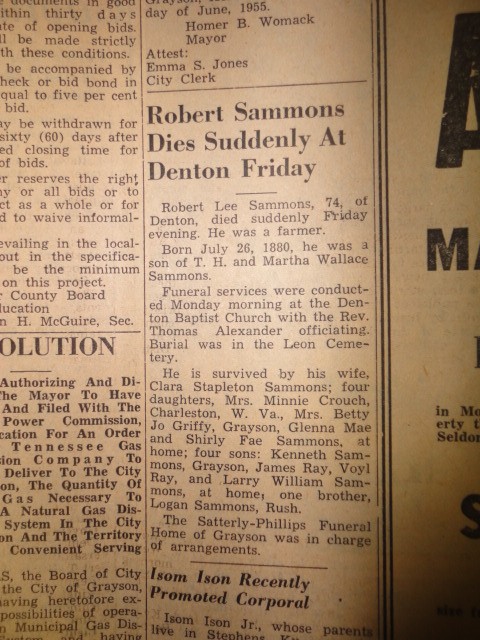 e documents in good
within thirty days
ate of opening bids.
ll be made strictly
th these conditions.
be accompanied by
heck or bid bond in
qual to five per cent
bid.
ay be withdrawn for
sixty (60) days after
ed closing time for
of bids.
er reserves the right
ny or all bids or to
ct as a whole or for
d to waive informal-
evailing in the local-
out in the specifica-
be the minimum
on this project.
r County Board
ducation
n H. McGuire, Sec.
OLUTION
Authorizing And Di-
The Mayor To Have
And Filed With The
Power Commission,
cation For An Order
Tennessee Gas
sion Company To
Deliver To The City
on, The Quantity Of
Gas Necessary To
A Natural Gas Dis-
System In The City
on And The Territory
Convenient Serving
S, the Board of City
the City of Grayson,
having heretofore ex-
possibilities of opera-
n Municipal Gas Dis-
System and having
day of June, 1955.
Homer B. Womack
Mayor
Attest:
Emma S. Jones
City Clerk
Robert Sammons
Dies Suddenly At
Denton Friday
Robert Lee Sammons, 74, of
Denton, died suddenly Friday
evening. He was a farmer.
Born July 26, 1880, he was a
son of T. H. and Martha Wallace
Sammons.
Funeral services were conduct-
ed Monday morning at the Den-
ton Baptist Church with the Rev.
Thomas Alexander officiating.
Burial was in the Leon Ceme-
tery.
He is survived by his wife,
Clara Stapleton Sammons; four
daughters, Mrs. Minnie Crouch,
Charleston, W. Va., Mrs. Betty
Jo Griffy, Grayson, Glenna Mae
and Shirly Fae Sammons, at
home; four sons: Kenneth Sam-
mons, Grayson, James Ray, Voyl
Ray, and Larry William Sam-
mons, at home; one brother,
Logan Sammons, Rush.
The Satterly-Phillips Funeral
Home of Grayson was in charge
of arrangements.
Isom Ison Recently
Promoted Corporal
Isom Ison Jr., whose parents
live in Stephens,
A
MA
in Mo
erty t
Seldo
S